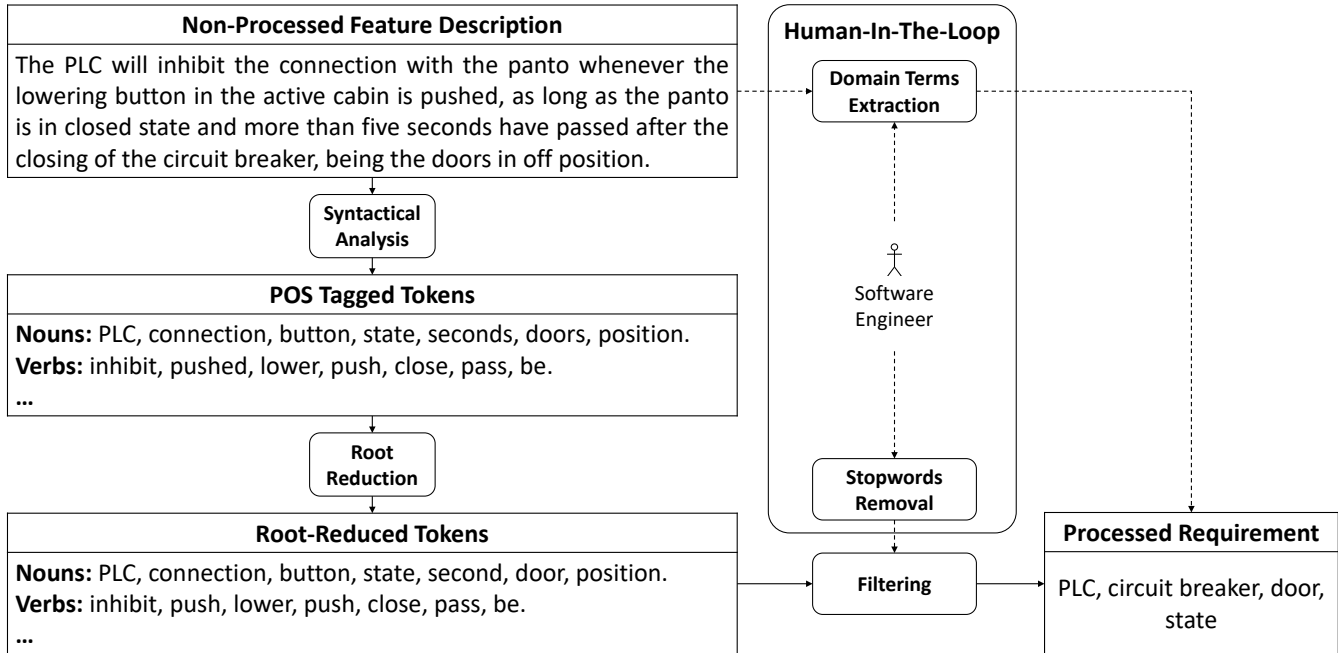 Non-Processed Feature Description
The PLC will inhibit the connection with the panto whenever the
lowering button in the active cabin is pushed, as long as the panto
is in closed state and more than five seconds have passed after the
closing of the circuit breaker, being the doors in off position.
Syntactical
Analysis
POS Tagged Tokens
Nouns: PLC, connection, button, state, seconds, doors, position.
Verbs: inhibit, pushed, lower, push, close, pass, be.
...
Root
Reduction
Root-Reduced Tokens
Nouns: PLC, connection, button, state, second, door, position.
Verbs: inhibit, push, lower, push, close, pass, be.
...
Human-In-The-Loop
Domain Terms
Extraction
Software
Engineer
Stopwords
Removal
Filtering
Processed Requirement
PLC, circuit breaker, door,
state